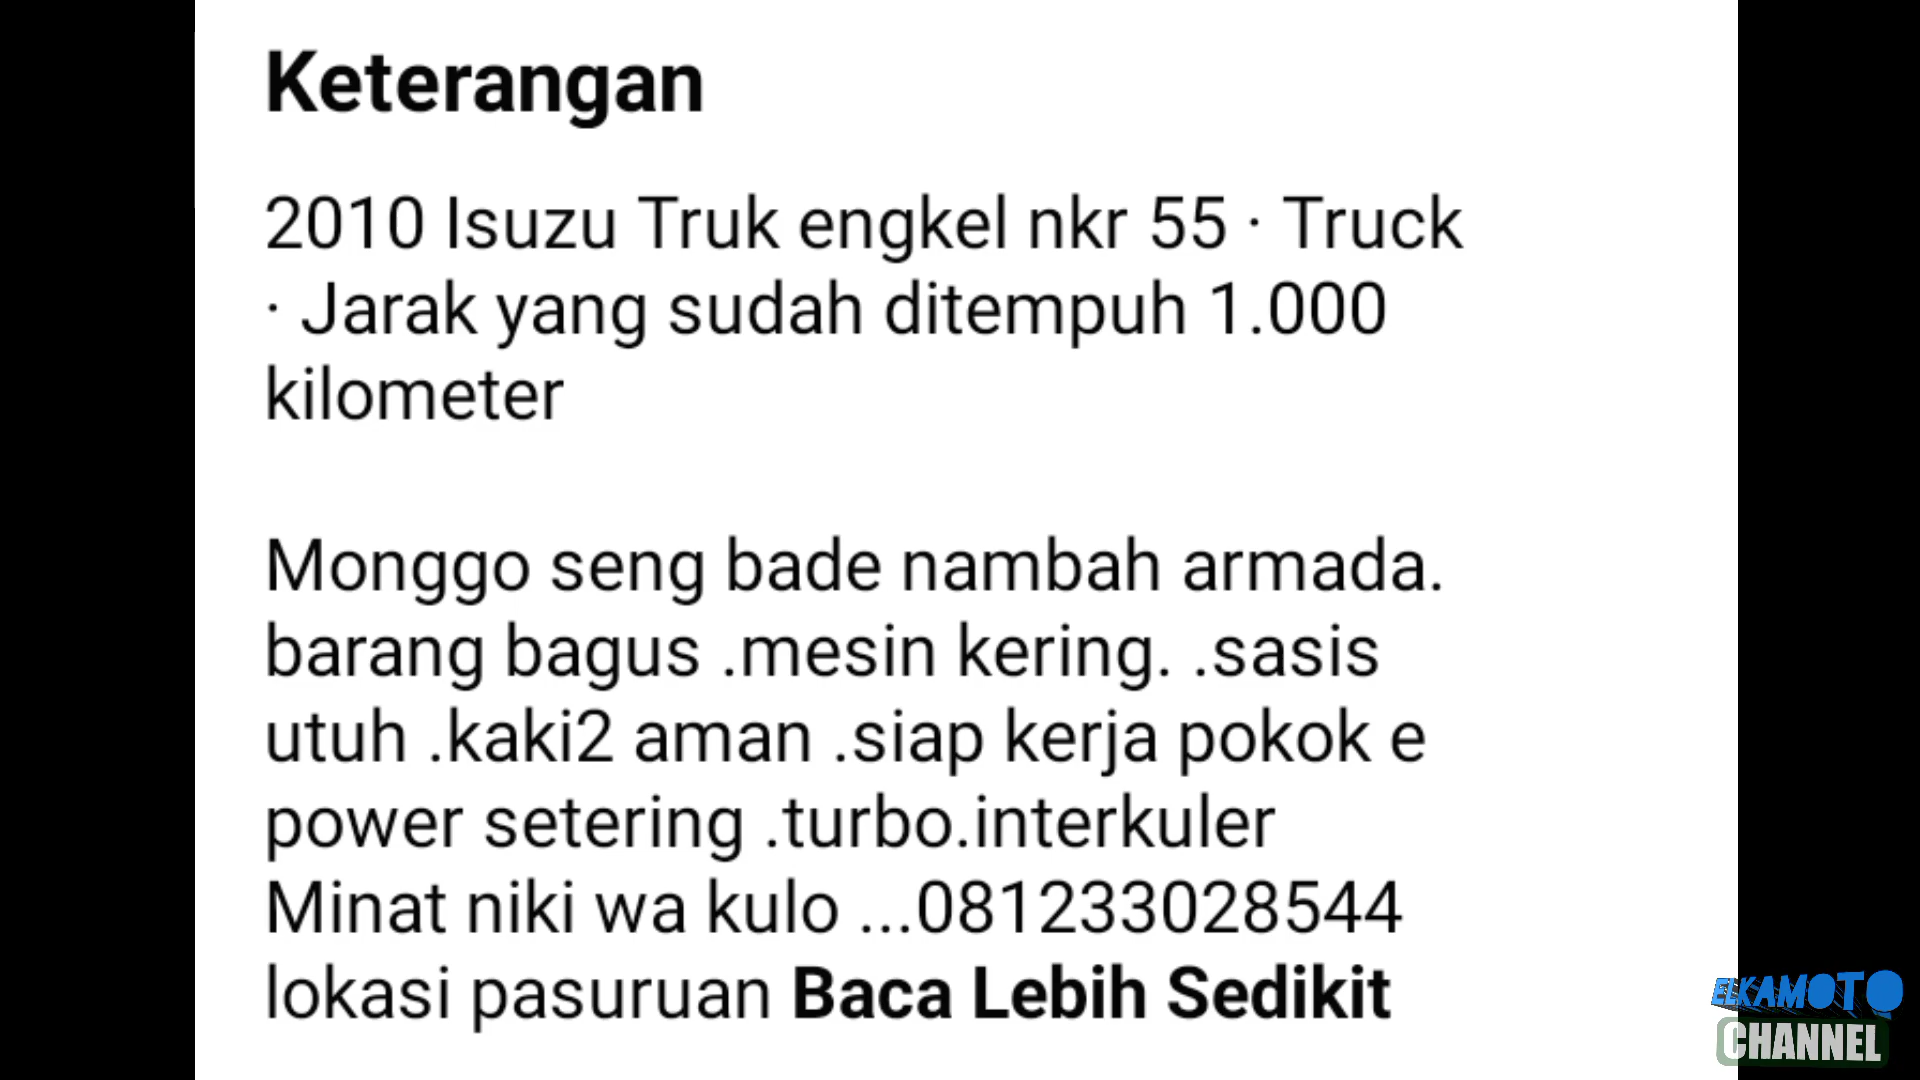 Keterangan
2010 Isuzu Truk engkel nkr 55 · Truck
· Jarak yang sudah ditempuh 1.000
kilometer
Monggo seng bade nambah armada.
barang bagus .mesin kering. .sasis
utuh .kaki2 aman .siap kerja pokok e
power setering .turbo.interkuler
Minat niki wa kulo ...081233028544
lokasi pasuruan Baca Lebih Sedikit
ELKAMOTO
CHANNEL